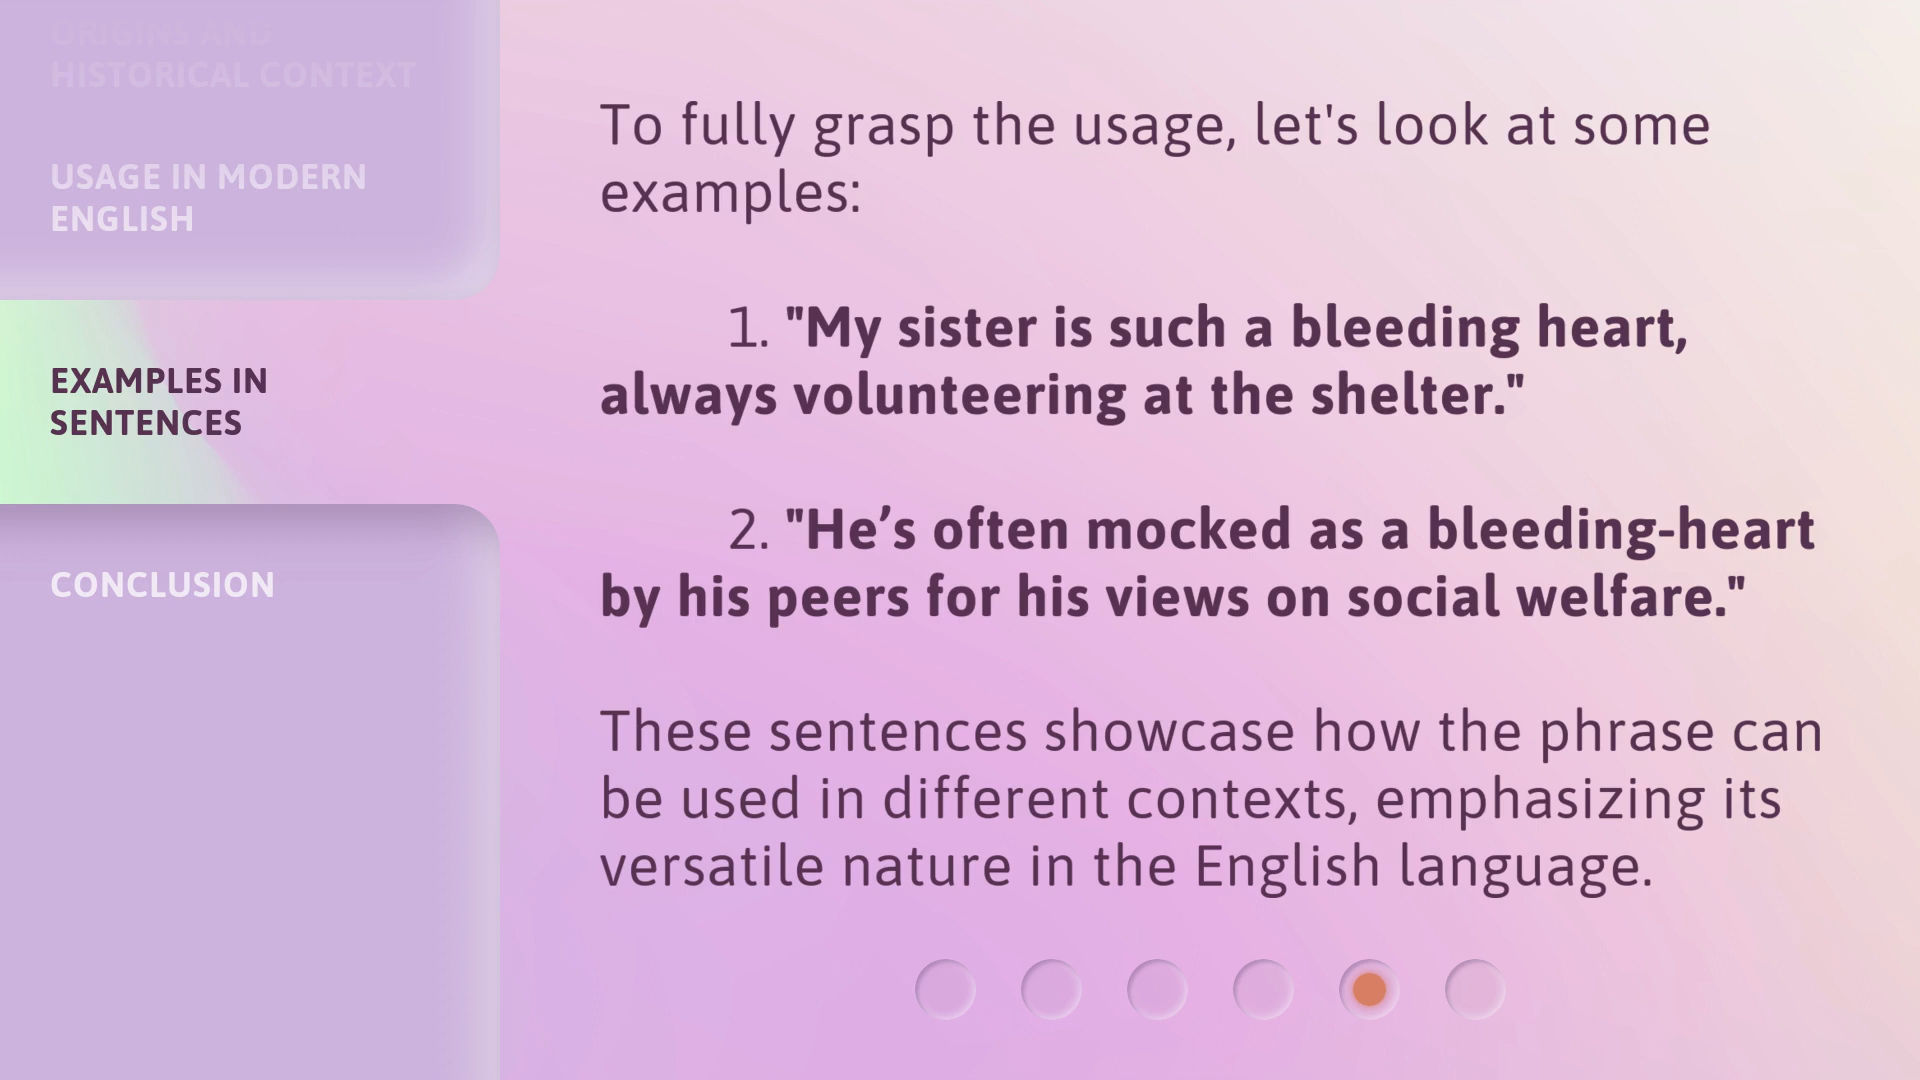 ORIGINS AND
HISTORICAL CONTEXT
USAGE IN MODERN
ENGLISH
EXAMPLES IN
SENTENCES
CONCLUSION
To fully grasp the usage, let's look at some
examples:
1. "My sister is such a bleeding heart,
always volunteering at the shelter."
2. "He’s often mocked as a bleeding-heart
by his peers for his views on social welfare."
These sentences showcase how the phrase can
be used in different contexts, emphasizing its
versatile nature in the English language.